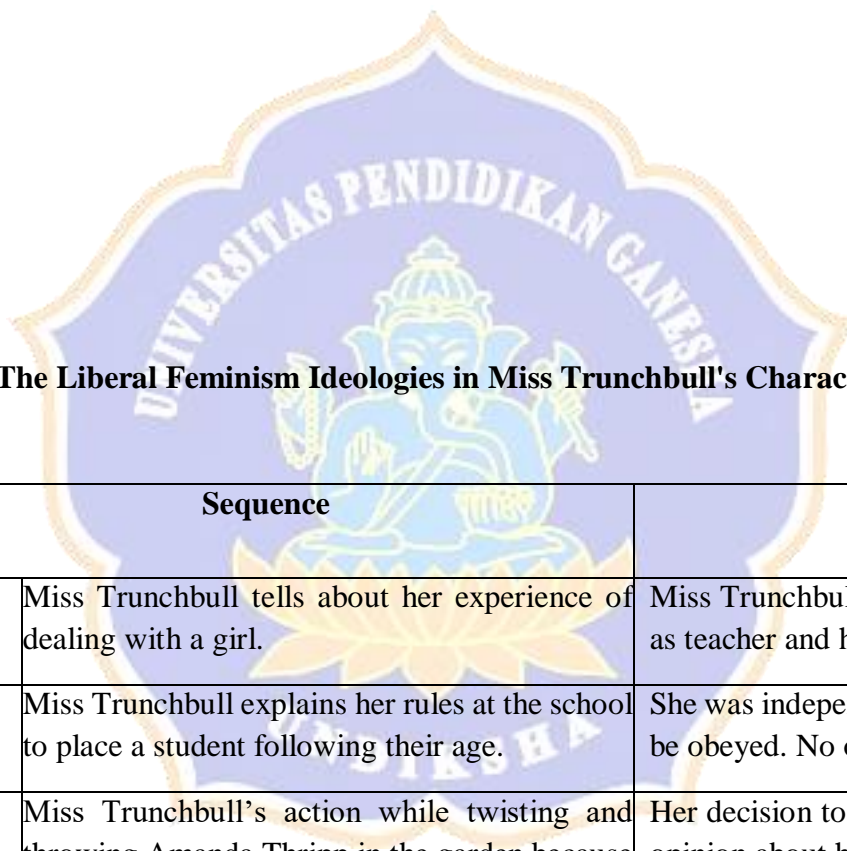 UNIVERSITAS PENDIDIKAN GANESHA
The Liberal Feminism Ideologies in Miss Trunchbull's Charac
Sequence
Miss Trunchbull tells about her experience of
dealing with a girl.
Miss Trunchbul
as teacher and h
Miss Trunchbull explains her rules at the school
to place a student following their age.
She was indepe
be obeyed. No
Miss Trunchbull's action while twisting and
throwing Amanda Thripp in the garden because
Her decision to
opinion about h
UNDIKSHA